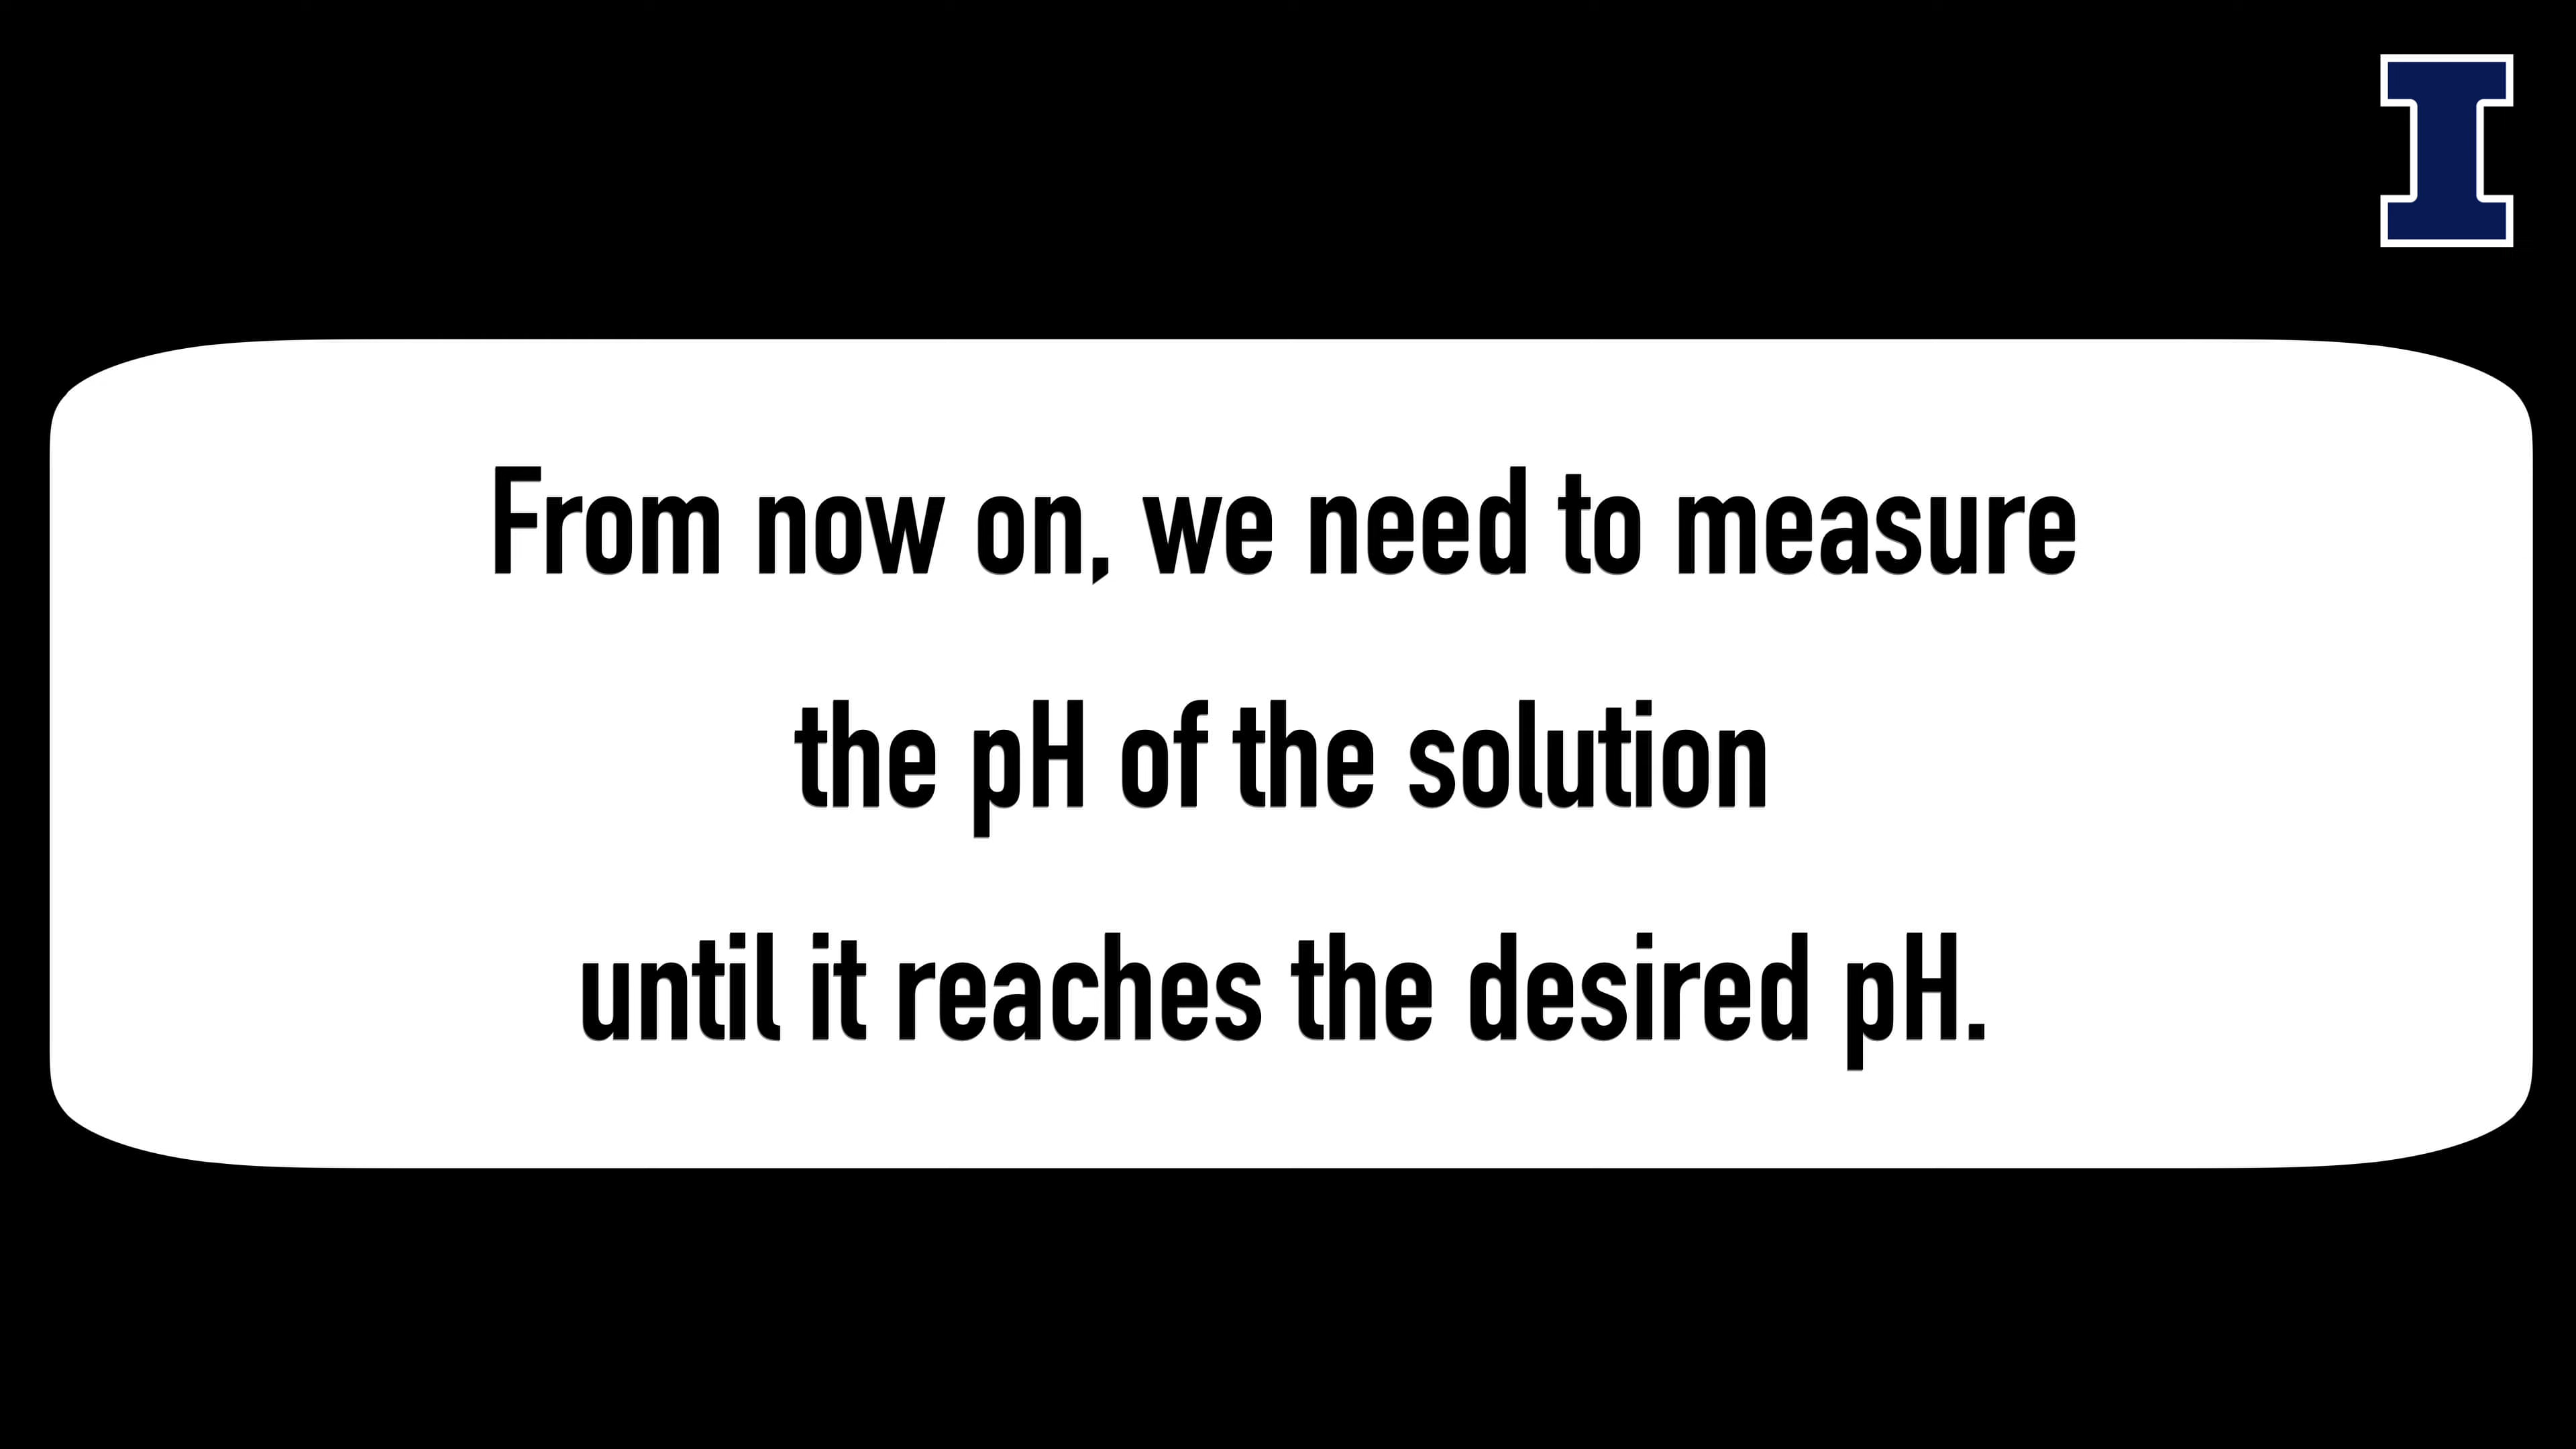 I
From now on, we need to measure
the pH of the solution
until it reaches the desired pH.